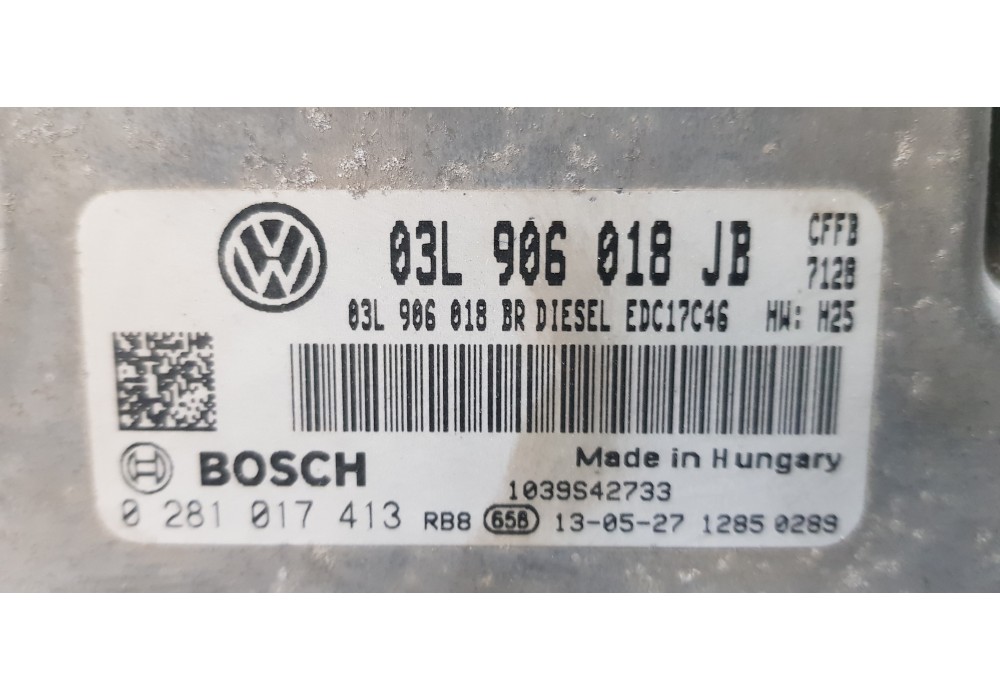 03L 906 018 JB CFFB
7128
03L 906 018 BR DIESEL EDC17C46 HW: H25
BOSCH Made in Hungary
1039S42733
0 281 017 413 RB8 658 13-05-27 1285 0289